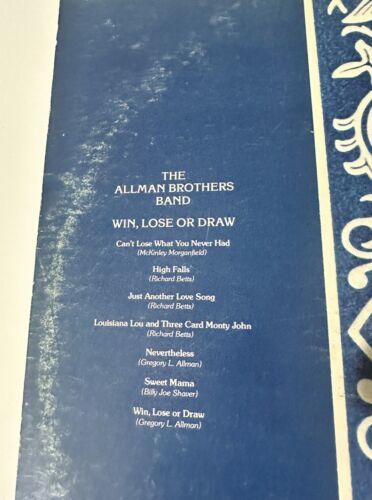 THE
ALLMAN BROTHERS
BAND
WIN, LOSE OR DRAW
Can't Lose What You Never Had
(McKinley Morganfield)
High Falls
(Richard Betts)
Just Another Love Song
(Richard Betts)
Louisiana Lou and Three Card Monty John
(Richard Betts)
Nevertheless
(Gregory L. Allman)
Sweet Mama
(Billy Joe Shaver)
Win, Lose or Draw
(Gregory L. Allman)